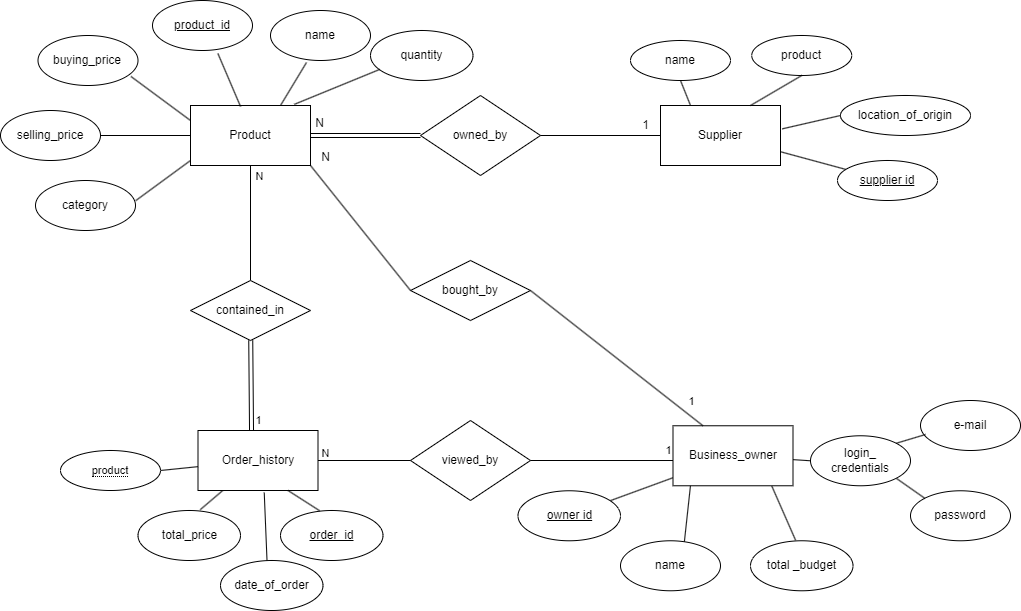 product_id
name
quantity
buying_price
selling_price
category
Product
N
owned_by
1
Supplier
name
product
location_of_origin
supplier id
N
N
contained_in
bought_by
1
1
Order_history
N
viewed_by
1
Business_owner
product
total_price
date_of_order
order_id
owner id
name
total _budget
login_
credentials
e-mail
password